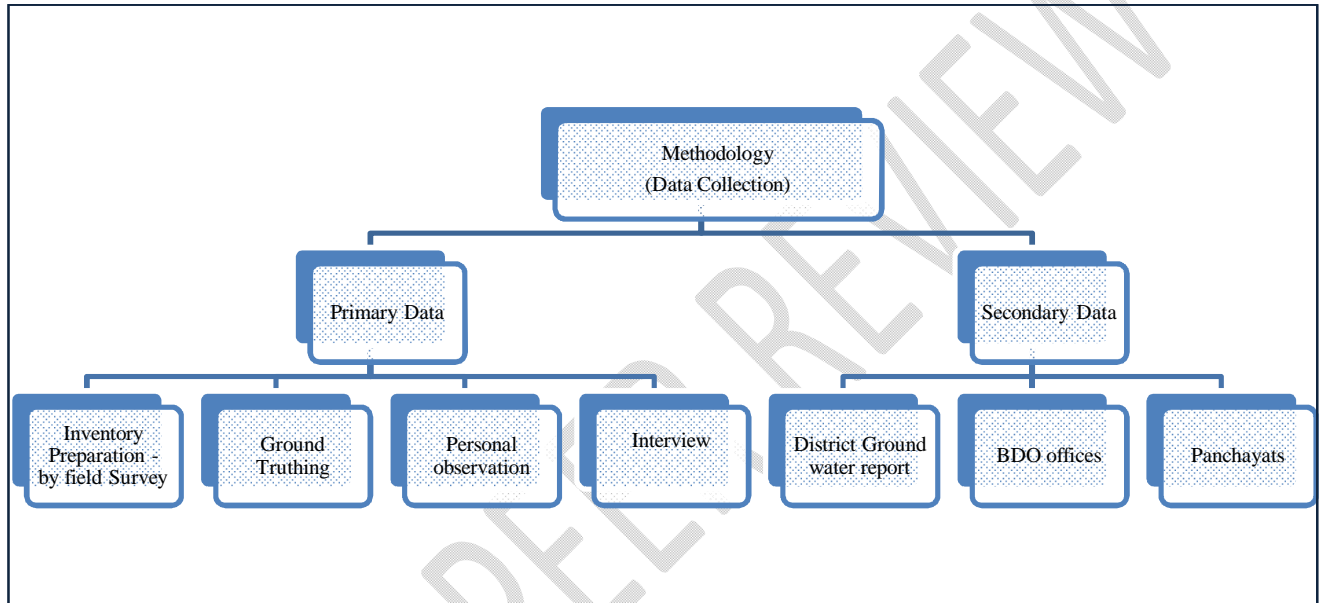 Methodology
(Data Collection)
Primary Data
Secondary Data
Inventory
Preparation -
by field Survey
Ground
Truthing
Personal
observation
Interview
District Ground
water report
BDO offices
Panchayats
PEER REVIEW